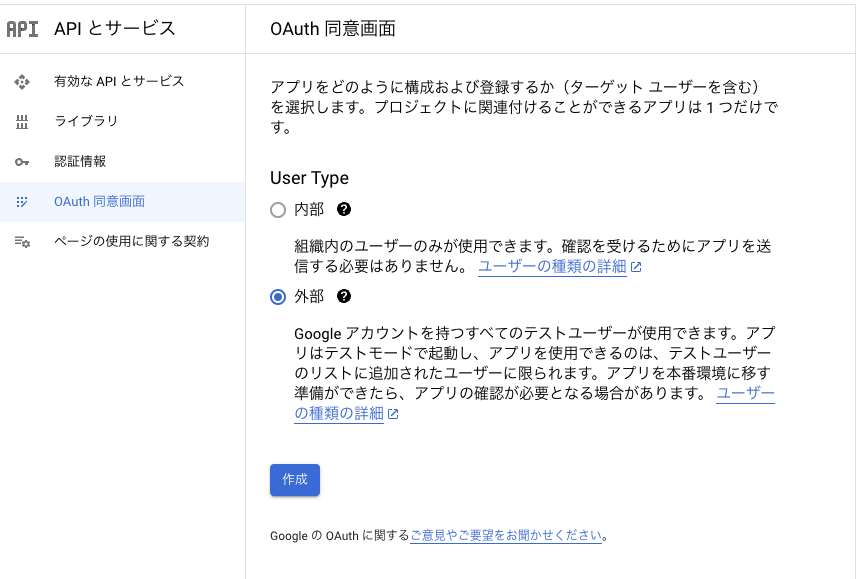 API APIとサービス
OAuth 同意画面
有効な API とサービス
ライブラリ
認証情報
OAuth 同意画面
ページの使用に関する契約
アプリをどのように構成および登録するか（ターゲット ユーザーを含む）
を選択します。プロジェクトに関連付けることができるアプリは 1 つだけで
す。
User Type
内部
組織内のユーザーのみが使用できます。確認を受けるためにアプリを送
信する必要はありません。 ユーザーの種類の詳細
外部
Google アカウントを持つすべてのテストユーザーが使用できます。アプ
リはテストモードで起動し、アプリを使用できるのは、テストユーザー
のリストに追加されたユーザーに限られます。アプリを本番環境に移す
準備ができたら、アプリの確認が必要となる場合があります。 ユーザー
の種類の詳細
作成
Google の OAuth に関するご意見やご要望をお聞かせください。